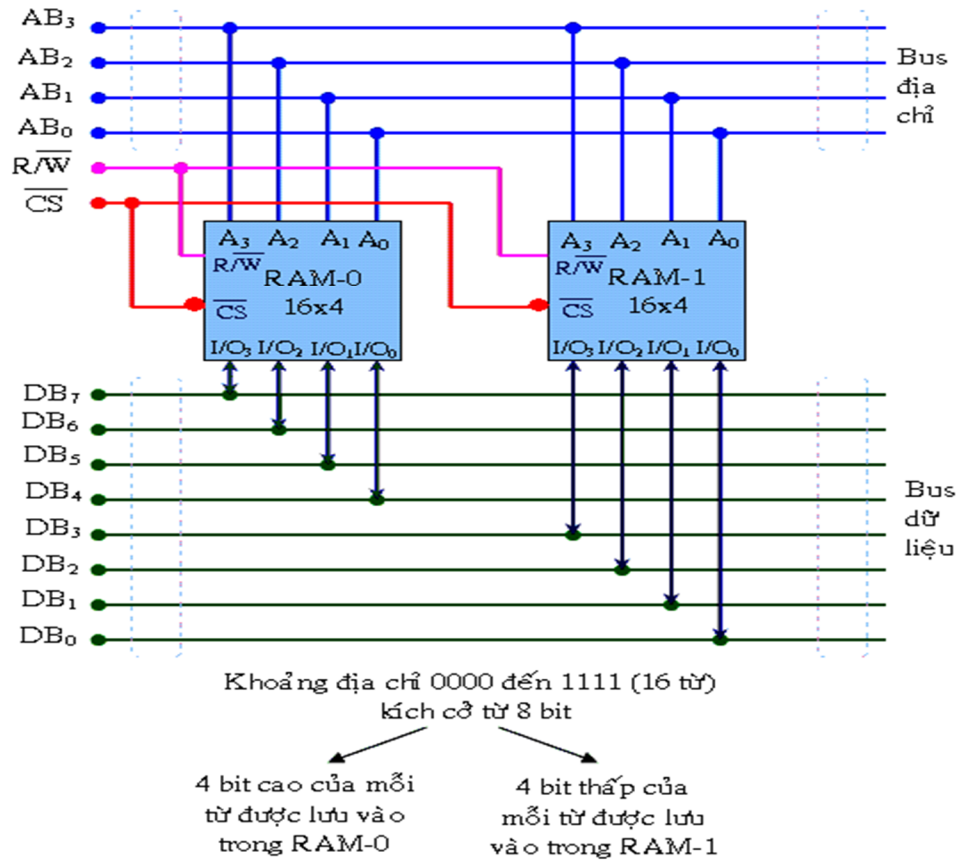 AB₃
AB₂
AB₁
AB₀
R/W̅
C̅S̅
Bus
địa
chỉ
A₃ A₂ A₁ A₀
R/W̅
RAM-0
C̅S̅ 16x4
I/O₃ I/O₂ I/O₁ I/O₀
A₃ A₂ A₁ A₀
R/W̅
RAM-1
C̅S̅ 16x4
I/O₃ I/O₂ I/O₁ I/O₀
DB₇
DB₆
DB₅
DB₄
DB₃
DB₂
DB₁
DB₀
Bus
dữ
liệu
Khoảng địa chỉ 0000 đến 1111 (16 từ)
kích cở từ 8 bit
4 bit cao của mỗi
từ được lưu vào
trong RAM-0
4 bit thấp của
mỗi từ được lưu
vào trong RAM-1